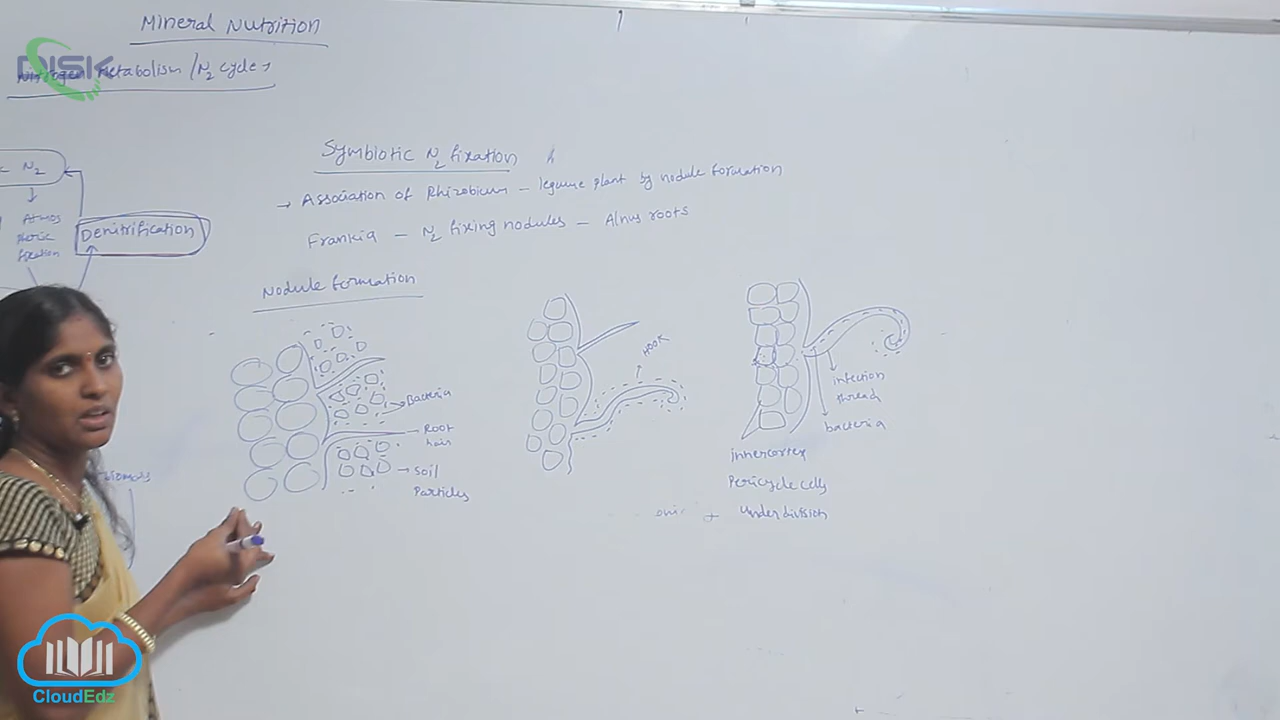 Mineral Nutrition
DISK
Nitrogen Metabolism / N2 cycle →
N2
Atmos
pheric
fixation
Denitrification
Symbiotic N2 fixation
→ Association of Rhizobium - legume plant by nodule formation
Frankia - N2 fixing nodules - Alnus roots
Nodule formation
Bacteria
Root
hair
Soil
Particles
HOOK
infection
thread
bacteria
innercortex
Pericycle cells
under division
CloudEdz